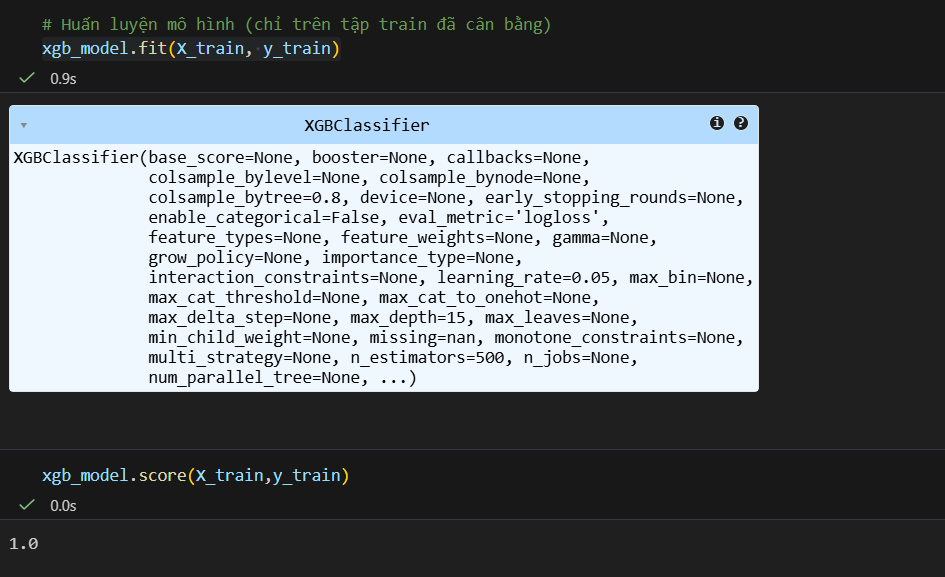 # Huấn luyện mô hình (chỉ trên tập train đã cân bằng)
xgb_model.fit(X_train, y_train)
0.9s
XGBClassifier
XGBClassifier(base_score=None, booster=None, callbacks=None,
colsample_bylevel=None, colsample_bynode=None,
colsample_bytree=0.8, device=None, early_stopping_rounds=None,
enable_categorical=False, eval_metric='logloss',
feature_types=None, feature_weights=None, gamma=None,
grow_policy=None, importance_type=None,
interaction_constraints=None, learning_rate=0.05, max_bin=None,
max_cat_threshold=None, max_cat_to_onehot=None,
max_delta_step=None, max_depth=15, max_leaves=None,
min_child_weight=None, missing=nan, monotone_constraints=None,
multi_strategy=None, n_estimators=500, n_jobs=None,
num_parallel_tree=None, ...)
xgb_model.score(X_train,y_train)
0.0s
1.0